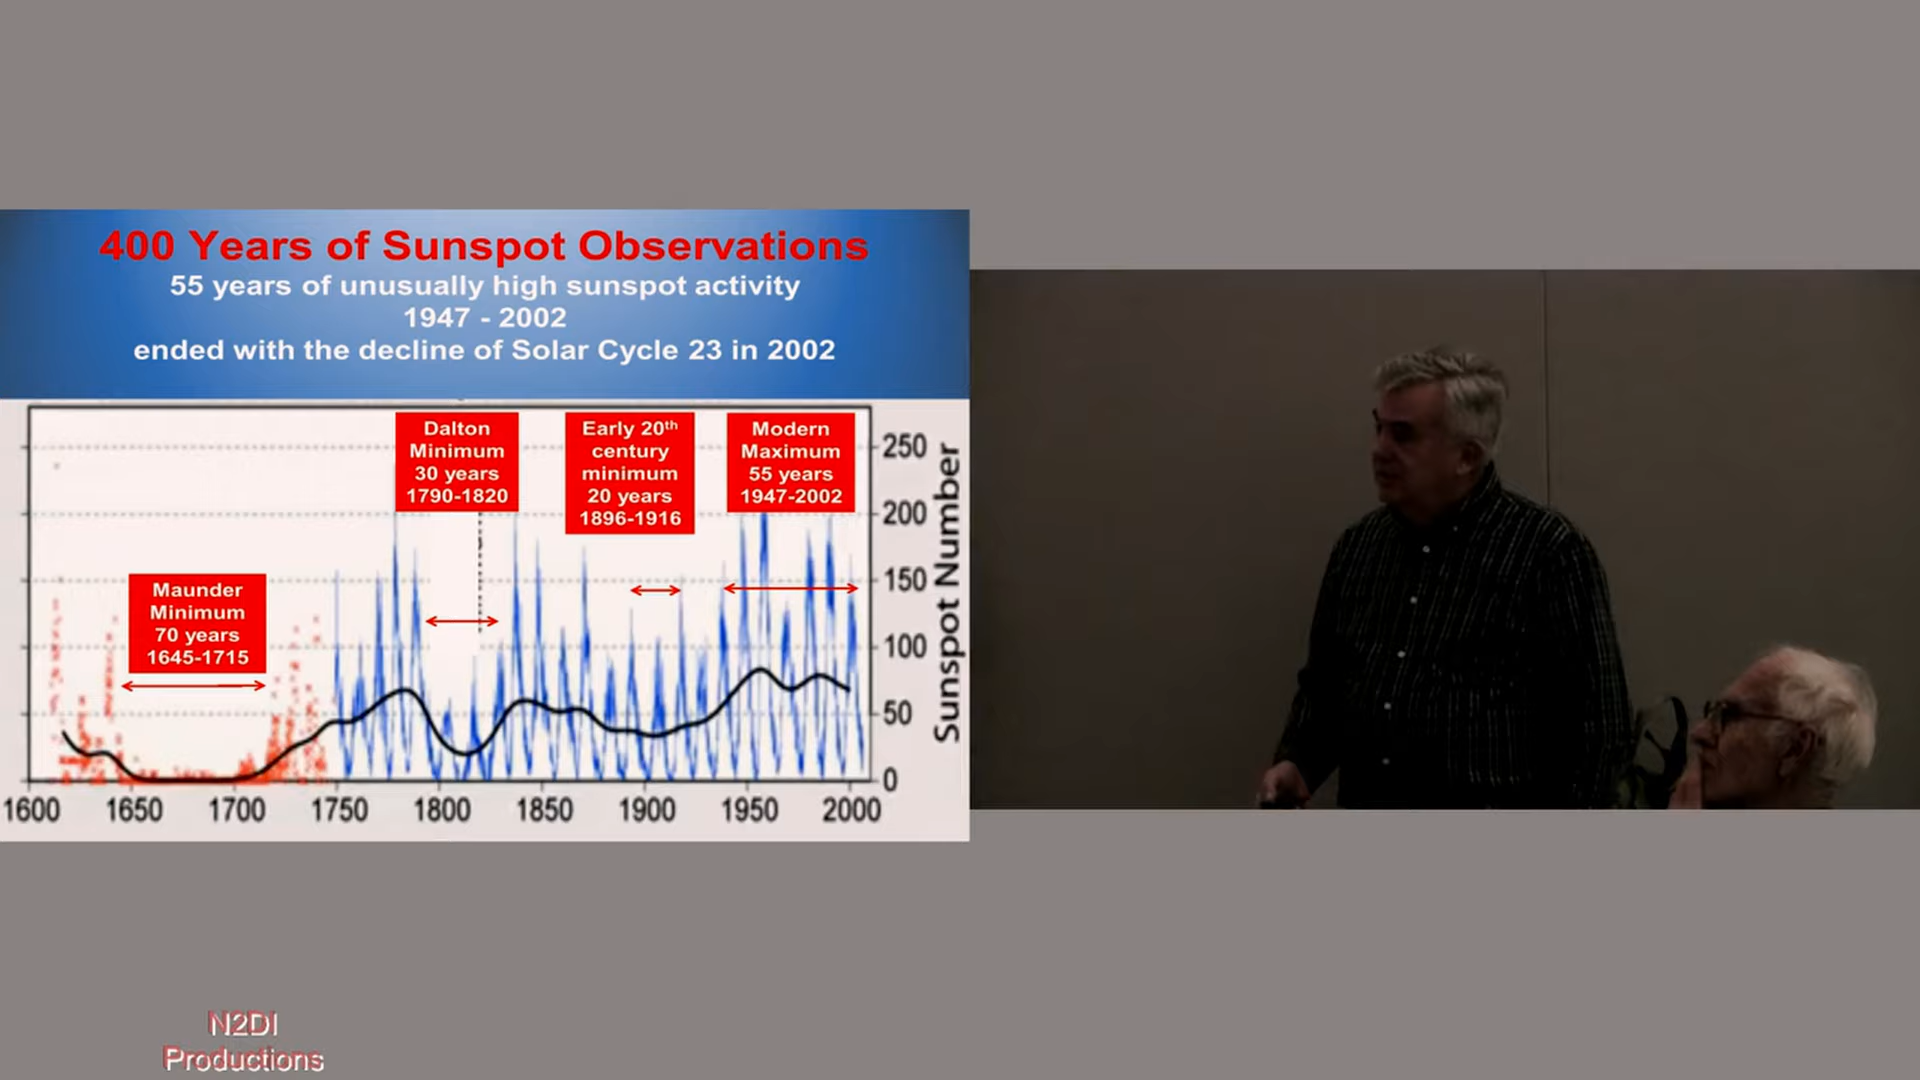 400 Years of Sunspot Observations
55 years of unusually high sunspot activity
1947 - 2002
ended with the decline of Solar Cycle 23 in 2002
Dalton
Minimum
30 years
1790-1820
Early 20th
century
minimum
20 years
1896-1916
Modern
Maximum
55 years
1947-2002
Maunder
Minimum
70 years
1645-1715
250
200
150
100
50
0
Sunspot Number
1600 1650 1700 1750 1800 1850 1900 1950 2000
N2DI
Productions